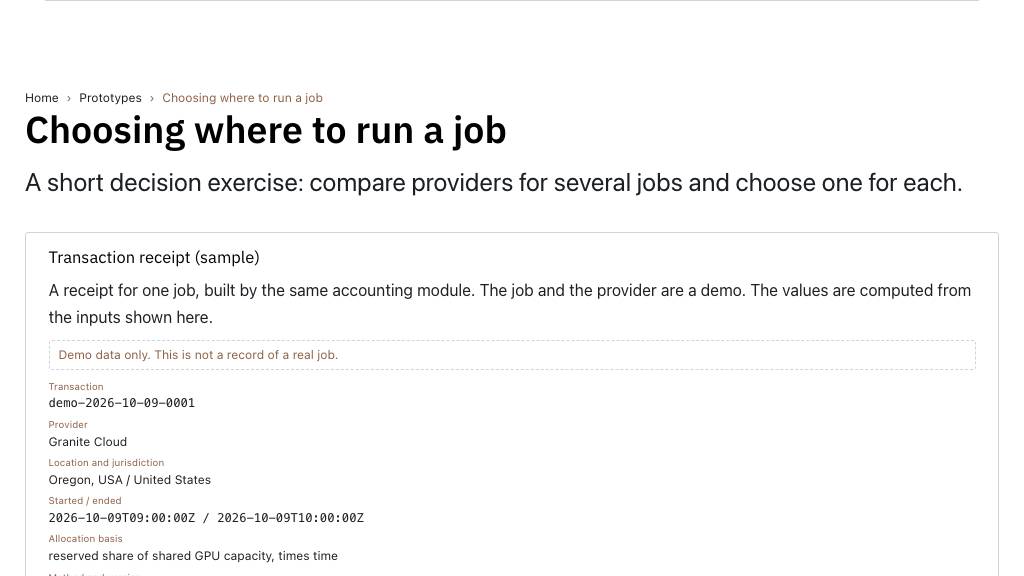 Home › Prototypes › Choosing where to run a job
Choosing where to run a job
A short decision exercise: compare providers for several jobs and choose one for each.
Transaction receipt (sample)
A receipt for one job, built by the same accounting module. The job and the provider are a demo. The values are computed from
the inputs shown here.
Demo data only. This is not a record of a real job.
Transaction
demo-2026-10-09-0001
Provider
Granite Cloud
Location and jurisdiction
Oregon, USA / United States
Started / ended
2026-10-09T09:00:00Z / 2026-10-09T10:00:00Z
Allocation basis
reserved share of shared GPU capacity, times time